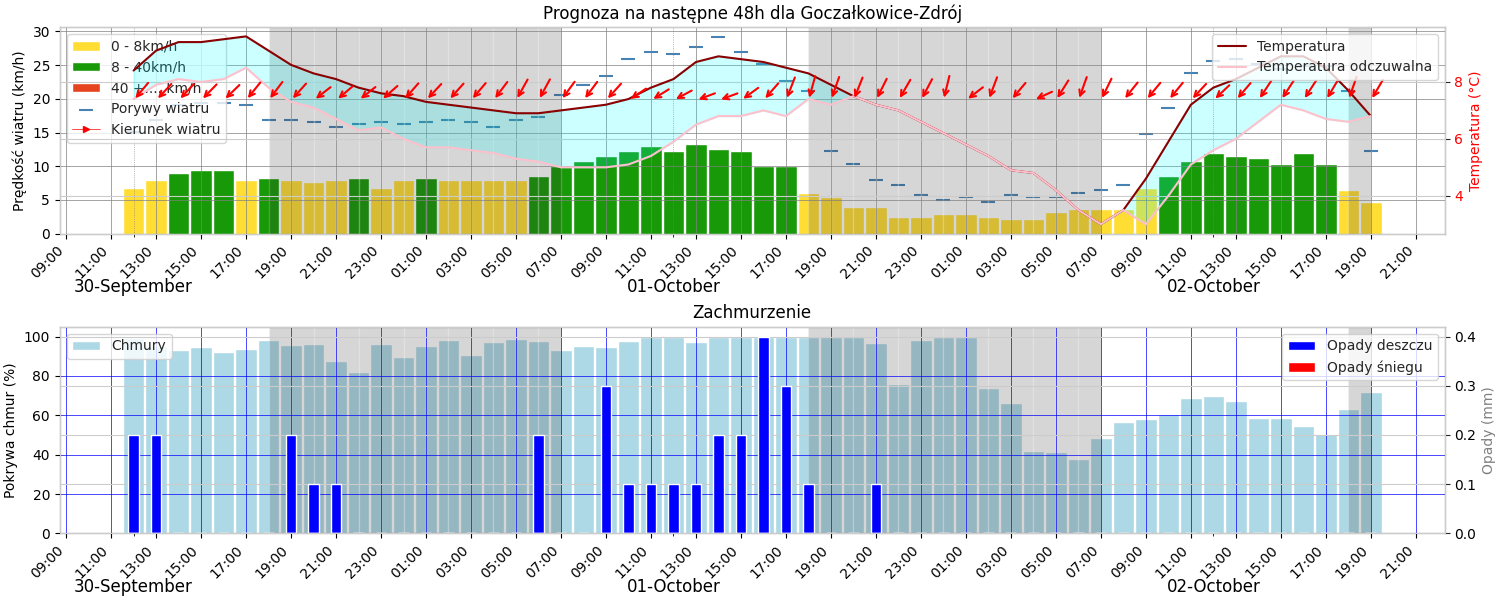 Prognoza na następne 48h dla Goczałkowice-Zdrój
Prędkość wiatru (km/h)
30
25
20
15
10
5
0
0 - 8km/h
8 - 40km/h
40 + km/h
Porywy wiatru
Kierunek wiatru
Temperatura
Temperatura odczuwalna
8
6
4
Temperatura (°C)
09:00 11:00 13:00 15:00 17:00 19:00 21:00 23:00 01:00 03:00 05:00 07:00 09:00 11:00 13:00 15:00 17:00 19:00 21:00 23:00 01:00 03:00 05:00 07:00 09:00 11:00 13:00 15:00 17:00 19:00 21:00
30-September 01-October 02-October
Zachmurzenie
Pokrywa chmur (%)
100
80
60
40
20
0
Chmury
Opady deszczu
Opady śniegu
0.4
0.3
0.2
0.1
0.0
Opady (mm)
09:00 11:00 13:00 15:00 17:00 19:00 21:00 23:00 01:00 03:00 05:00 07:00 09:00 11:00 13:00 15:00 17:00 19:00 21:00 23:00 01:00 03:00 05:00 07:00 09:00 11:00 13:00 15:00 17:00 19:00 21:00
30-September 01-October 02-October